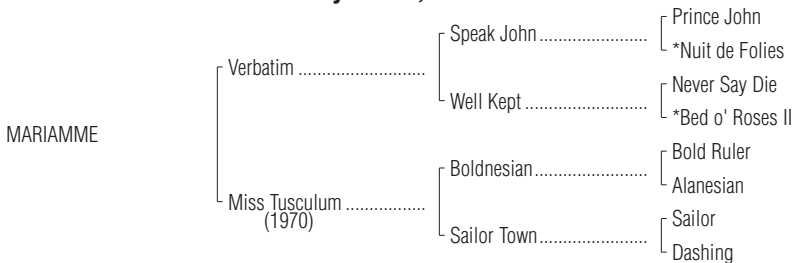 Prince John
Speak John
*Nuit de Folies
Verbatim
Never Say Die
Well Kept
*Bed o' Roses II
MARIAMME
Bold Ruler
Boldnesian
Alanesian
Miss Tusculum
(1970)
Sailor
Sailor Town
Dashing